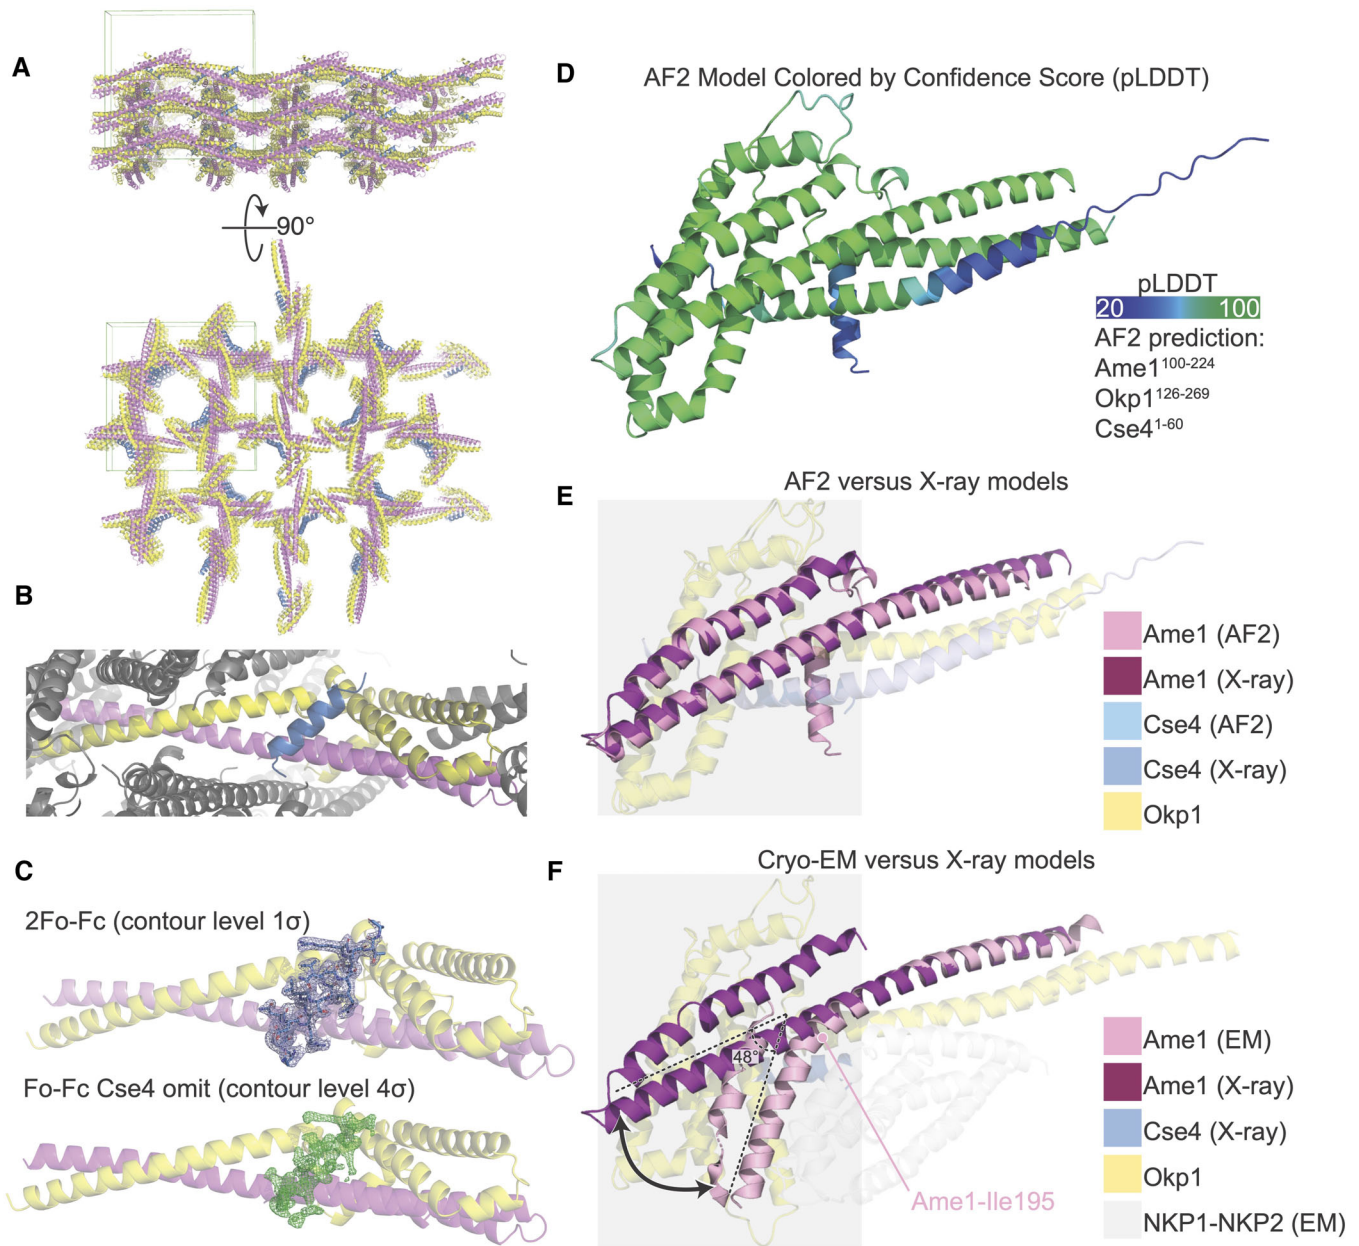 A
90°
B
C
2Fo-Fc (contour level 1σ)
Fo-Fc Cse4 omit (contour level 4σ)
D
AF2 Model Colored by Confidence Score (pLDDT)
pLDDT
20 100
AF2 prediction:
Ame1100-224
Okp1126-269
Cse41-60
E
AF2 versus X-ray models
Ame1 (AF2)
Ame1 (X-ray)
Cse4 (AF2)
Cse4 (X-ray)
Okp1
F
Cryo-EM versus X-ray models
48°
Ame1-Ile195
Ame1 (EM)
Ame1 (X-ray)
Cse4 (X-ray)
Okp1
NKP1-NKP2 (EM)